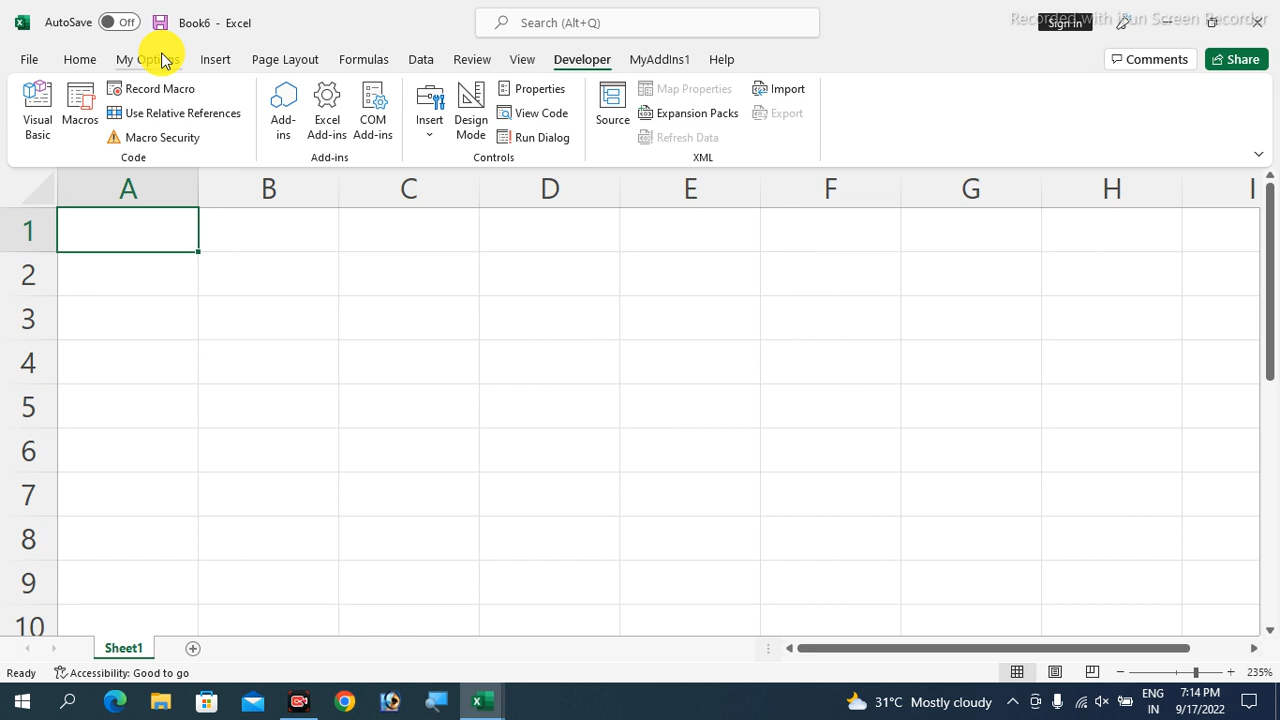 AutoSave Off Book6 - Excel Search (Alt+Q) Sign in
Recorded with iFun Screen Recorder
File Home My Options Insert Page Layout Formulas Data Review View Developer MyAddIns1 Help Comments Share
Visual Basic
Macros
Record Macro
Use Relative References
Macro Security
Code
Add-ins
Excel Add-ins
COM Add-ins
Add-ins
Insert
Design Mode
Properties
View Code
Run Dialog
Controls
Source
Map Properties
Expansion Packs
Refresh Data
Import
Export
XML
A B C D E F G H I
1
2
3
4
5
6
7
8
9
10
Sheet1
Ready Accessibility: Good to go 235%
31°C Mostly cloudy ENG IN 7:14 PM 9/17/2022